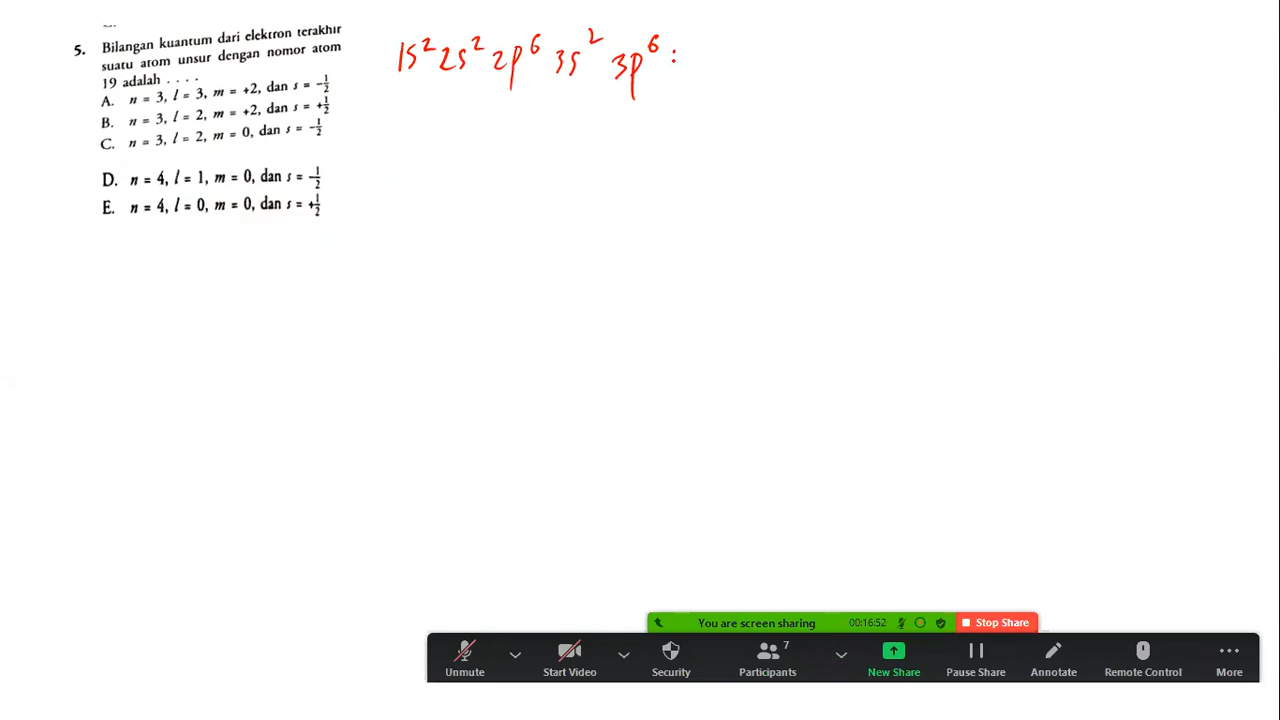 5. Bilangan kuantum dari elektron terakhir
suatu atom unsur dengan nomor atom
19 adalah . . . .
A. n = 3, l = 3, m = +2, dan s = –1/2
B. n = 3, l = 2, m = +2, dan s = +1/2
C. n = 3, l = 2, m = 0, dan s = –1/2
D. n = 4, l = 1, m = 0, dan s = –1/2
E. n = 4, l = 0, m = 0, dan s = +1/2
1s² 2s² 2p⁶ 3s² 3p⁶ :
You are screen sharing 00:16:52 Stop Share
7
Unmute Start Video Security Participants New Share Pause Share Annotate Remote Control More